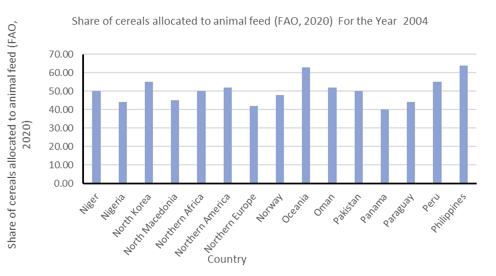 Share of cereals allocated to animal feed (FAO, 2020) For the Year 2004
Share of cereals allocated to animal feed (FAO,
2020)
70.00
60.00
50.00
40.00
30.00
20.00
10.00
0.00
Niger
Nigeria
North Korea
North Macedonia
Northern Africa
Northern America
Northern Europe
Norway
Oceania
Oman
Pakistan
Panama
Paraguay
Peru
Philippines
Country